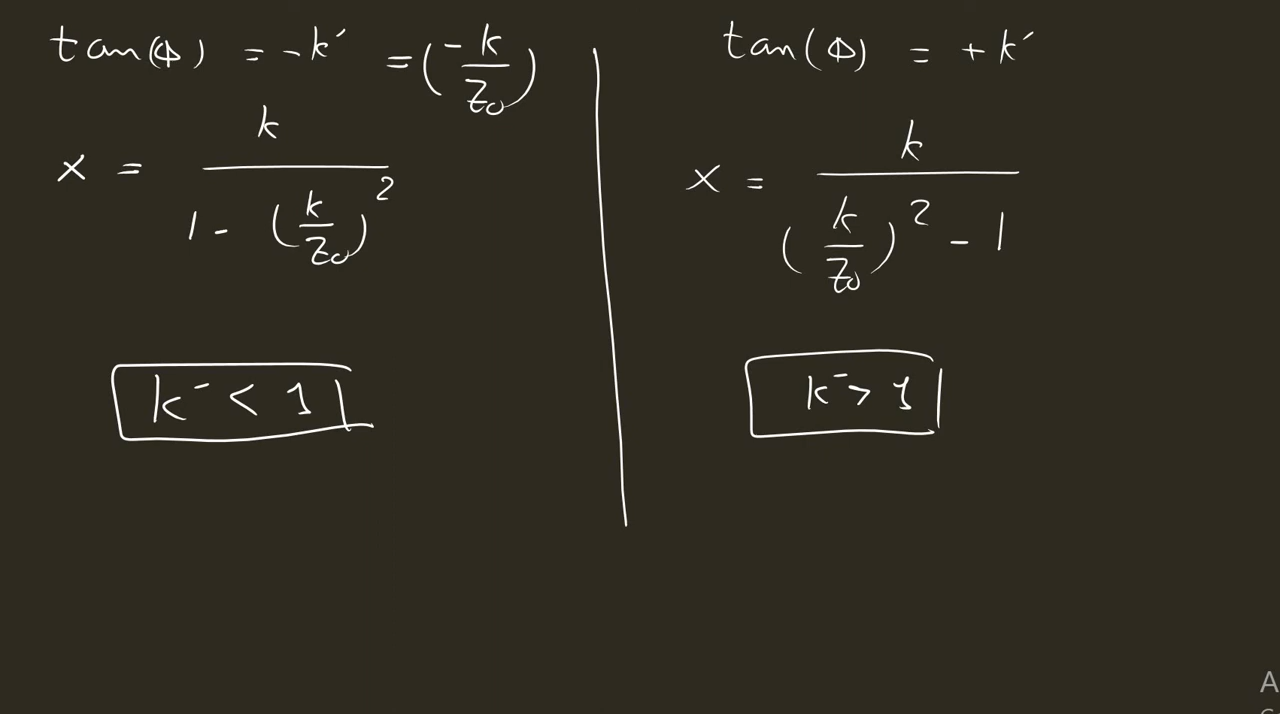 tan(Φ) = -k′ = (-k/Z₀)
x = k / (1 - (k/Z₀)²)
k⁻ < 1
tan(Φ) = +k′
x = k / ((k/Z₀)² - 1)
k⁻ > 1
A